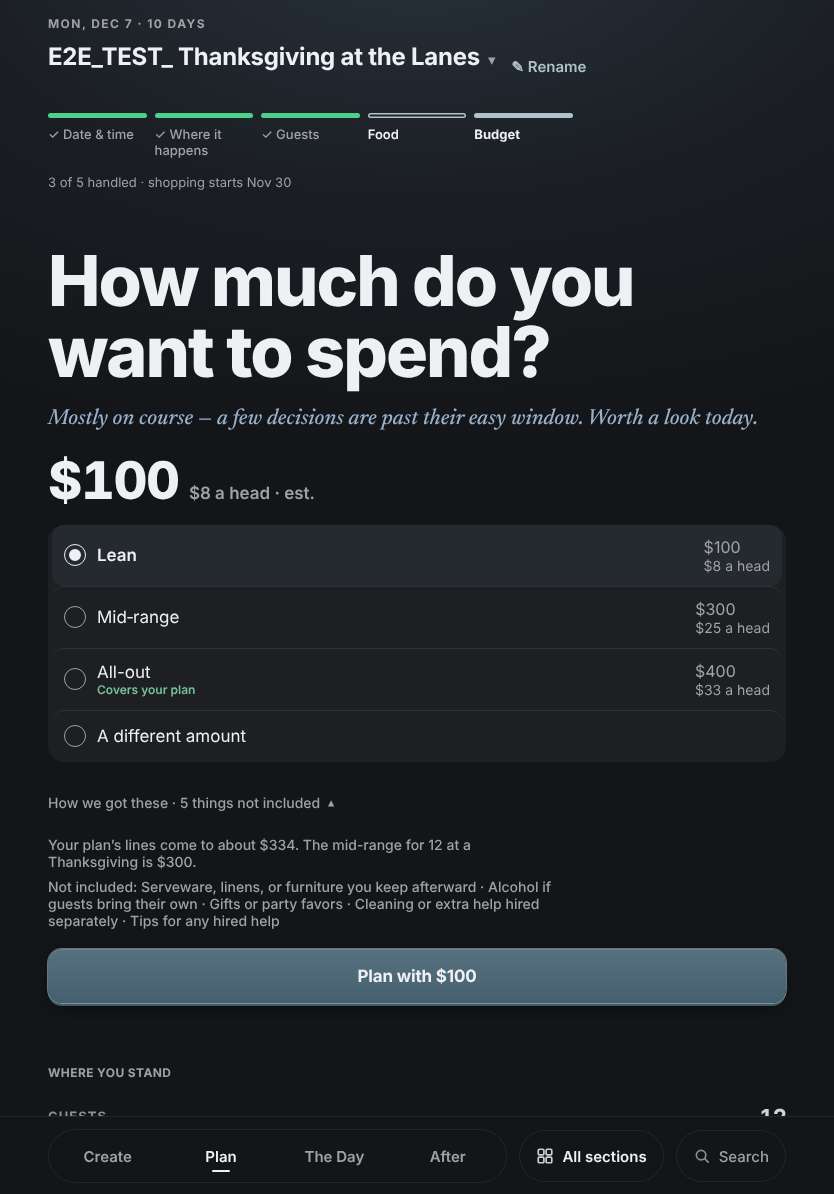 MON, DEC 7 · 10 DAYS
E2E_TEST_ Thanksgiving at the Lanes ▾ ✎ Rename
✓ Date & time
✓ Where it happens
✓ Guests
Food
Budget
3 of 5 handled · shopping starts Nov 30
How much do you
want to spend?
Mostly on course – a few decisions are past their easy window. Worth a look today.
$100 $8 a head · est.
Lean
$100
$8 a head
Mid-range
$300
$25 a head
All-out
Covers your plan
$400
$33 a head
A different amount
How we got these · 5 things not included ▴
Your plan's lines come to about $334. The mid-range for 12 at a
Thanksgiving is $300.
Not included: Serveware, linens, or furniture you keep afterward · Alcohol if
guests bring their own · Gifts or party favors · Cleaning or extra help hired
separately · Tips for any hired help
Plan with $100
WHERE YOU STAND
GUESTS 12
Create Plan The Day After All sections Search